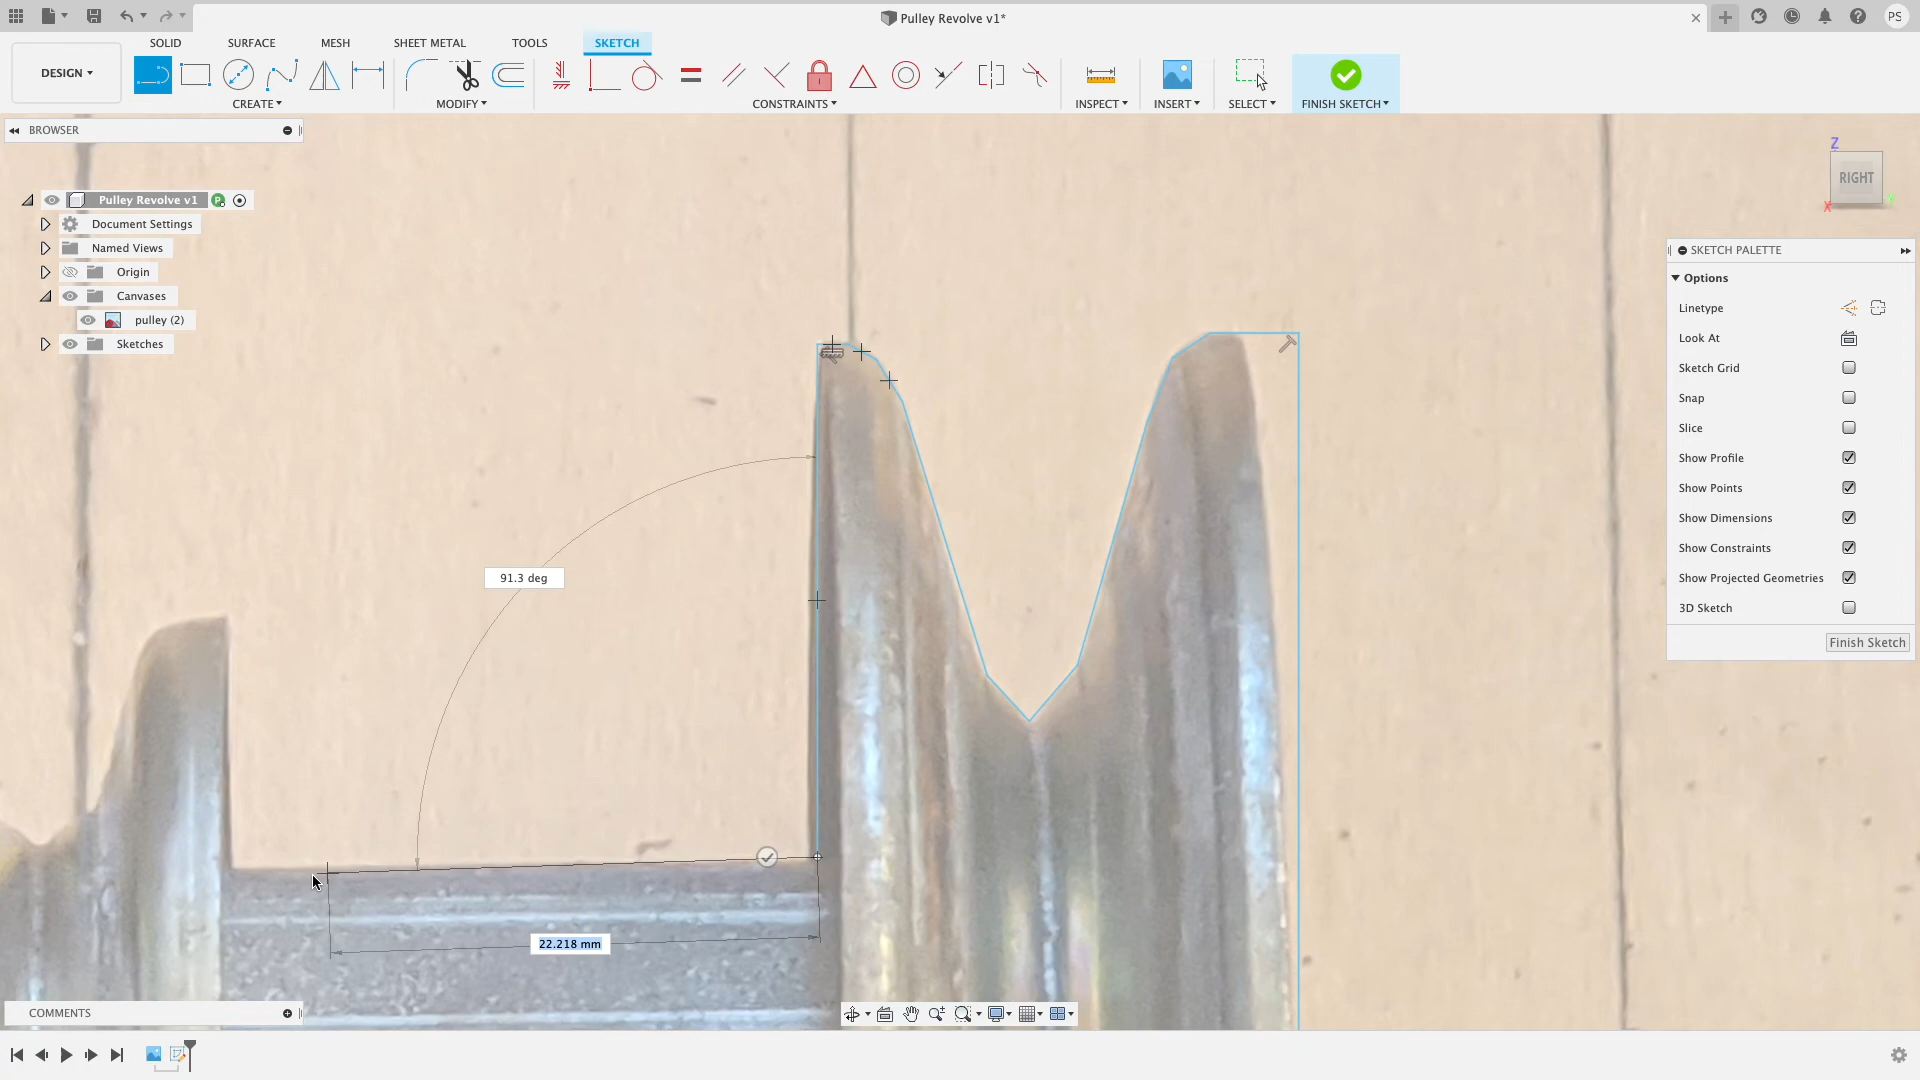 Pulley Revolve v1*
PS
DESIGN
SOLID
SURFACE
MESH
SHEET METAL
TOOLS
SKETCH
CREATE
MODIFY
CONSTRAINTS
INSPECT
INSERT
SELECT
FINISH SKETCH
BROWSER
Pulley Revolve v1
P
Document Settings
Named Views
Origin
Canvases
pulley (2)
Sketches
Z
RIGHT
X
Y
SKETCH PALETTE
Options
Linetype
Look At
Sketch Grid
Snap
Slice
Show Profile
Show Points
Show Dimensions
Show Constraints
Show Projected Geometries
3D Sketch
Finish Sketch
91.3 deg
22.218 mm
COMMENTS